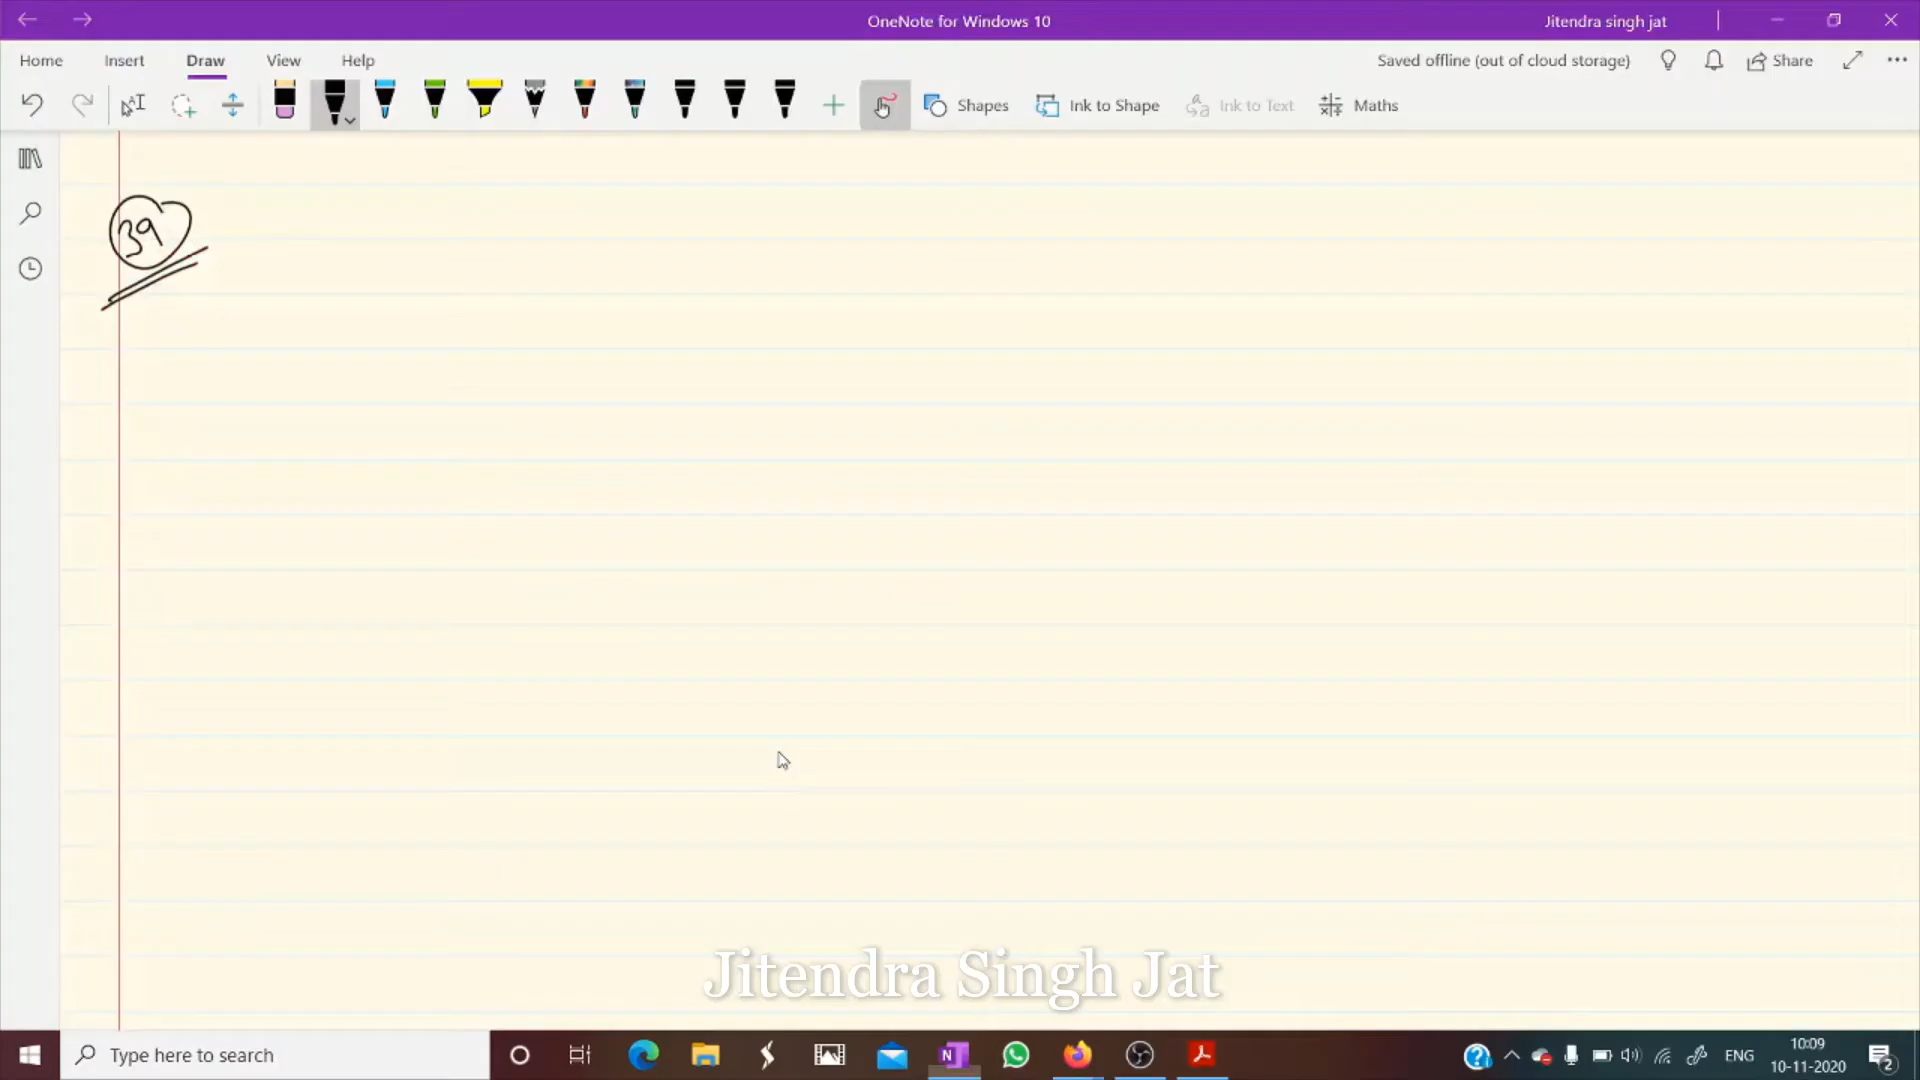 OneNote for Windows 10
Jitendra singh jat
Home Insert Draw View Help
Saved offline (out of cloud storage)
Share
Shapes
Ink to Shape
Ink to Text
Maths
39
Jitendra Singh Jat
Type here to search
ENG
10:09
10-11-2020
2